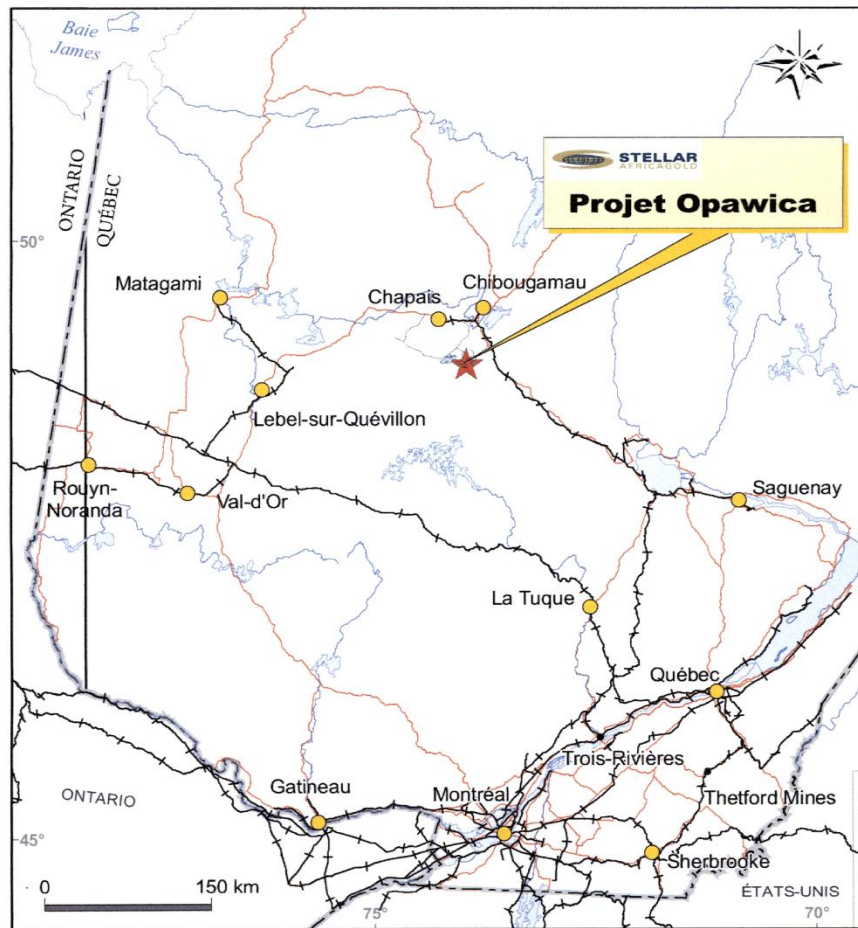 Baie
James
STELLAR
AFRICAGOLD
Projet Opawica
ONTARIO
QUÉBEC
50°
Matagami
Chapais
Chibougamau
Lebel-sur-Quévillon
Rouyn-
Noranda
Val-d'Or
Saguenay
La Tuque
Québec
Trois-Rivières
Gatineau
Montréal
ONTARIO
Thetford Mines
45°
Sherbrooke
0 150 km
ÉTATS-UNIS
75°
70°